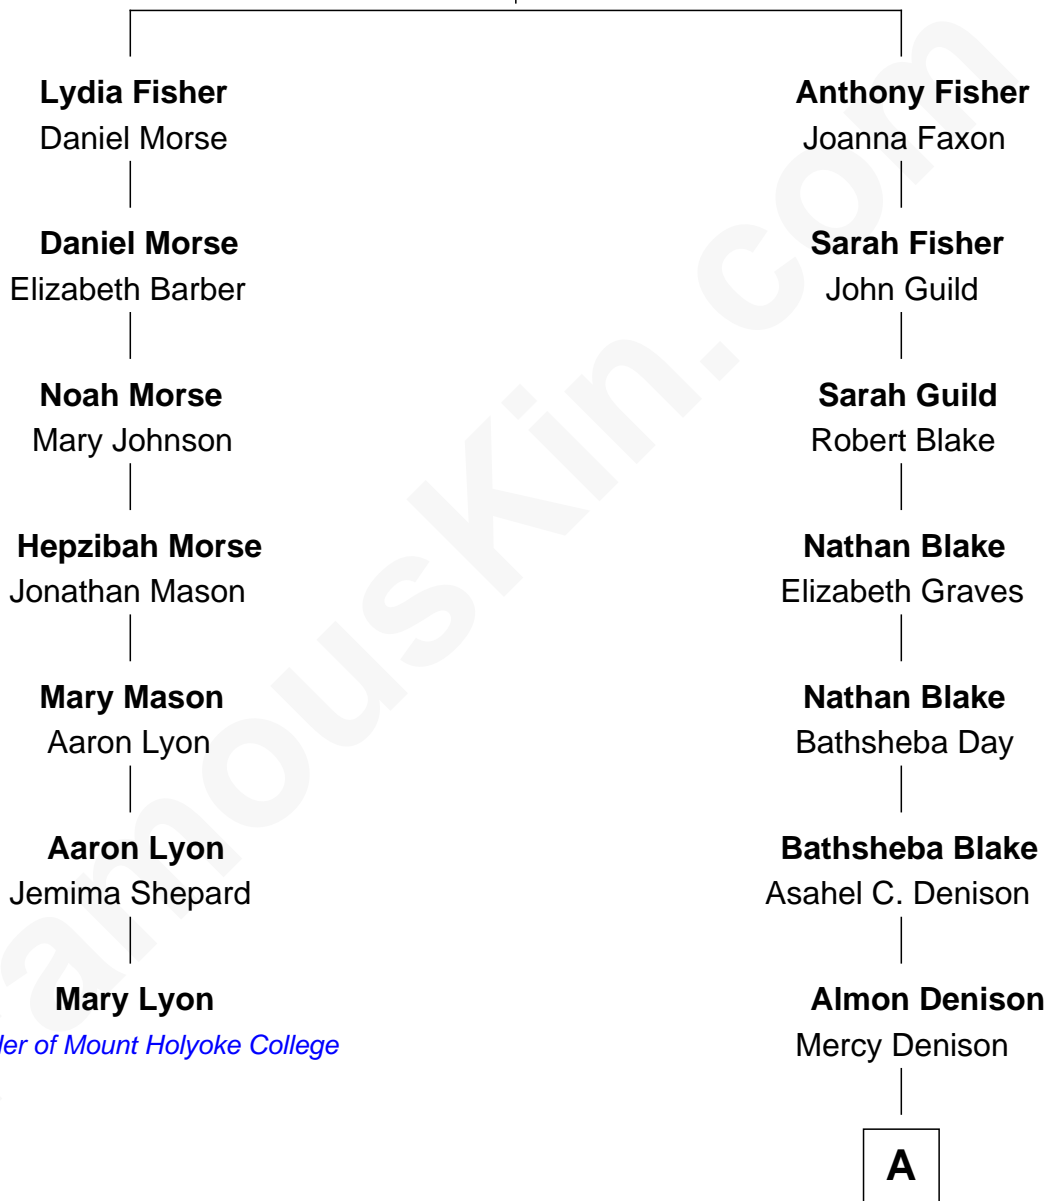 Lydia Fisher
Daniel Morse
Daniel Morse
Elizabeth Barber
Noah Morse
Mary Johnson
Hepzibah Morse
Jonathan Mason
Mary Mason
Aaron Lyon
Aaron Lyon
Jemima Shepard
Mary Lyon
of Mount Holyoke College
Anthony Fisher
Joanna Faxon
Sarah Fisher
John Guild
Sarah Guild
Robert Blake
Nathan Blake
Elizabeth Graves
Nathan Blake
Bathsheba Day
Bathsheba Blake
Asahel C. Denison
Almon Denison
Mercy Denison
A
amousKin.com